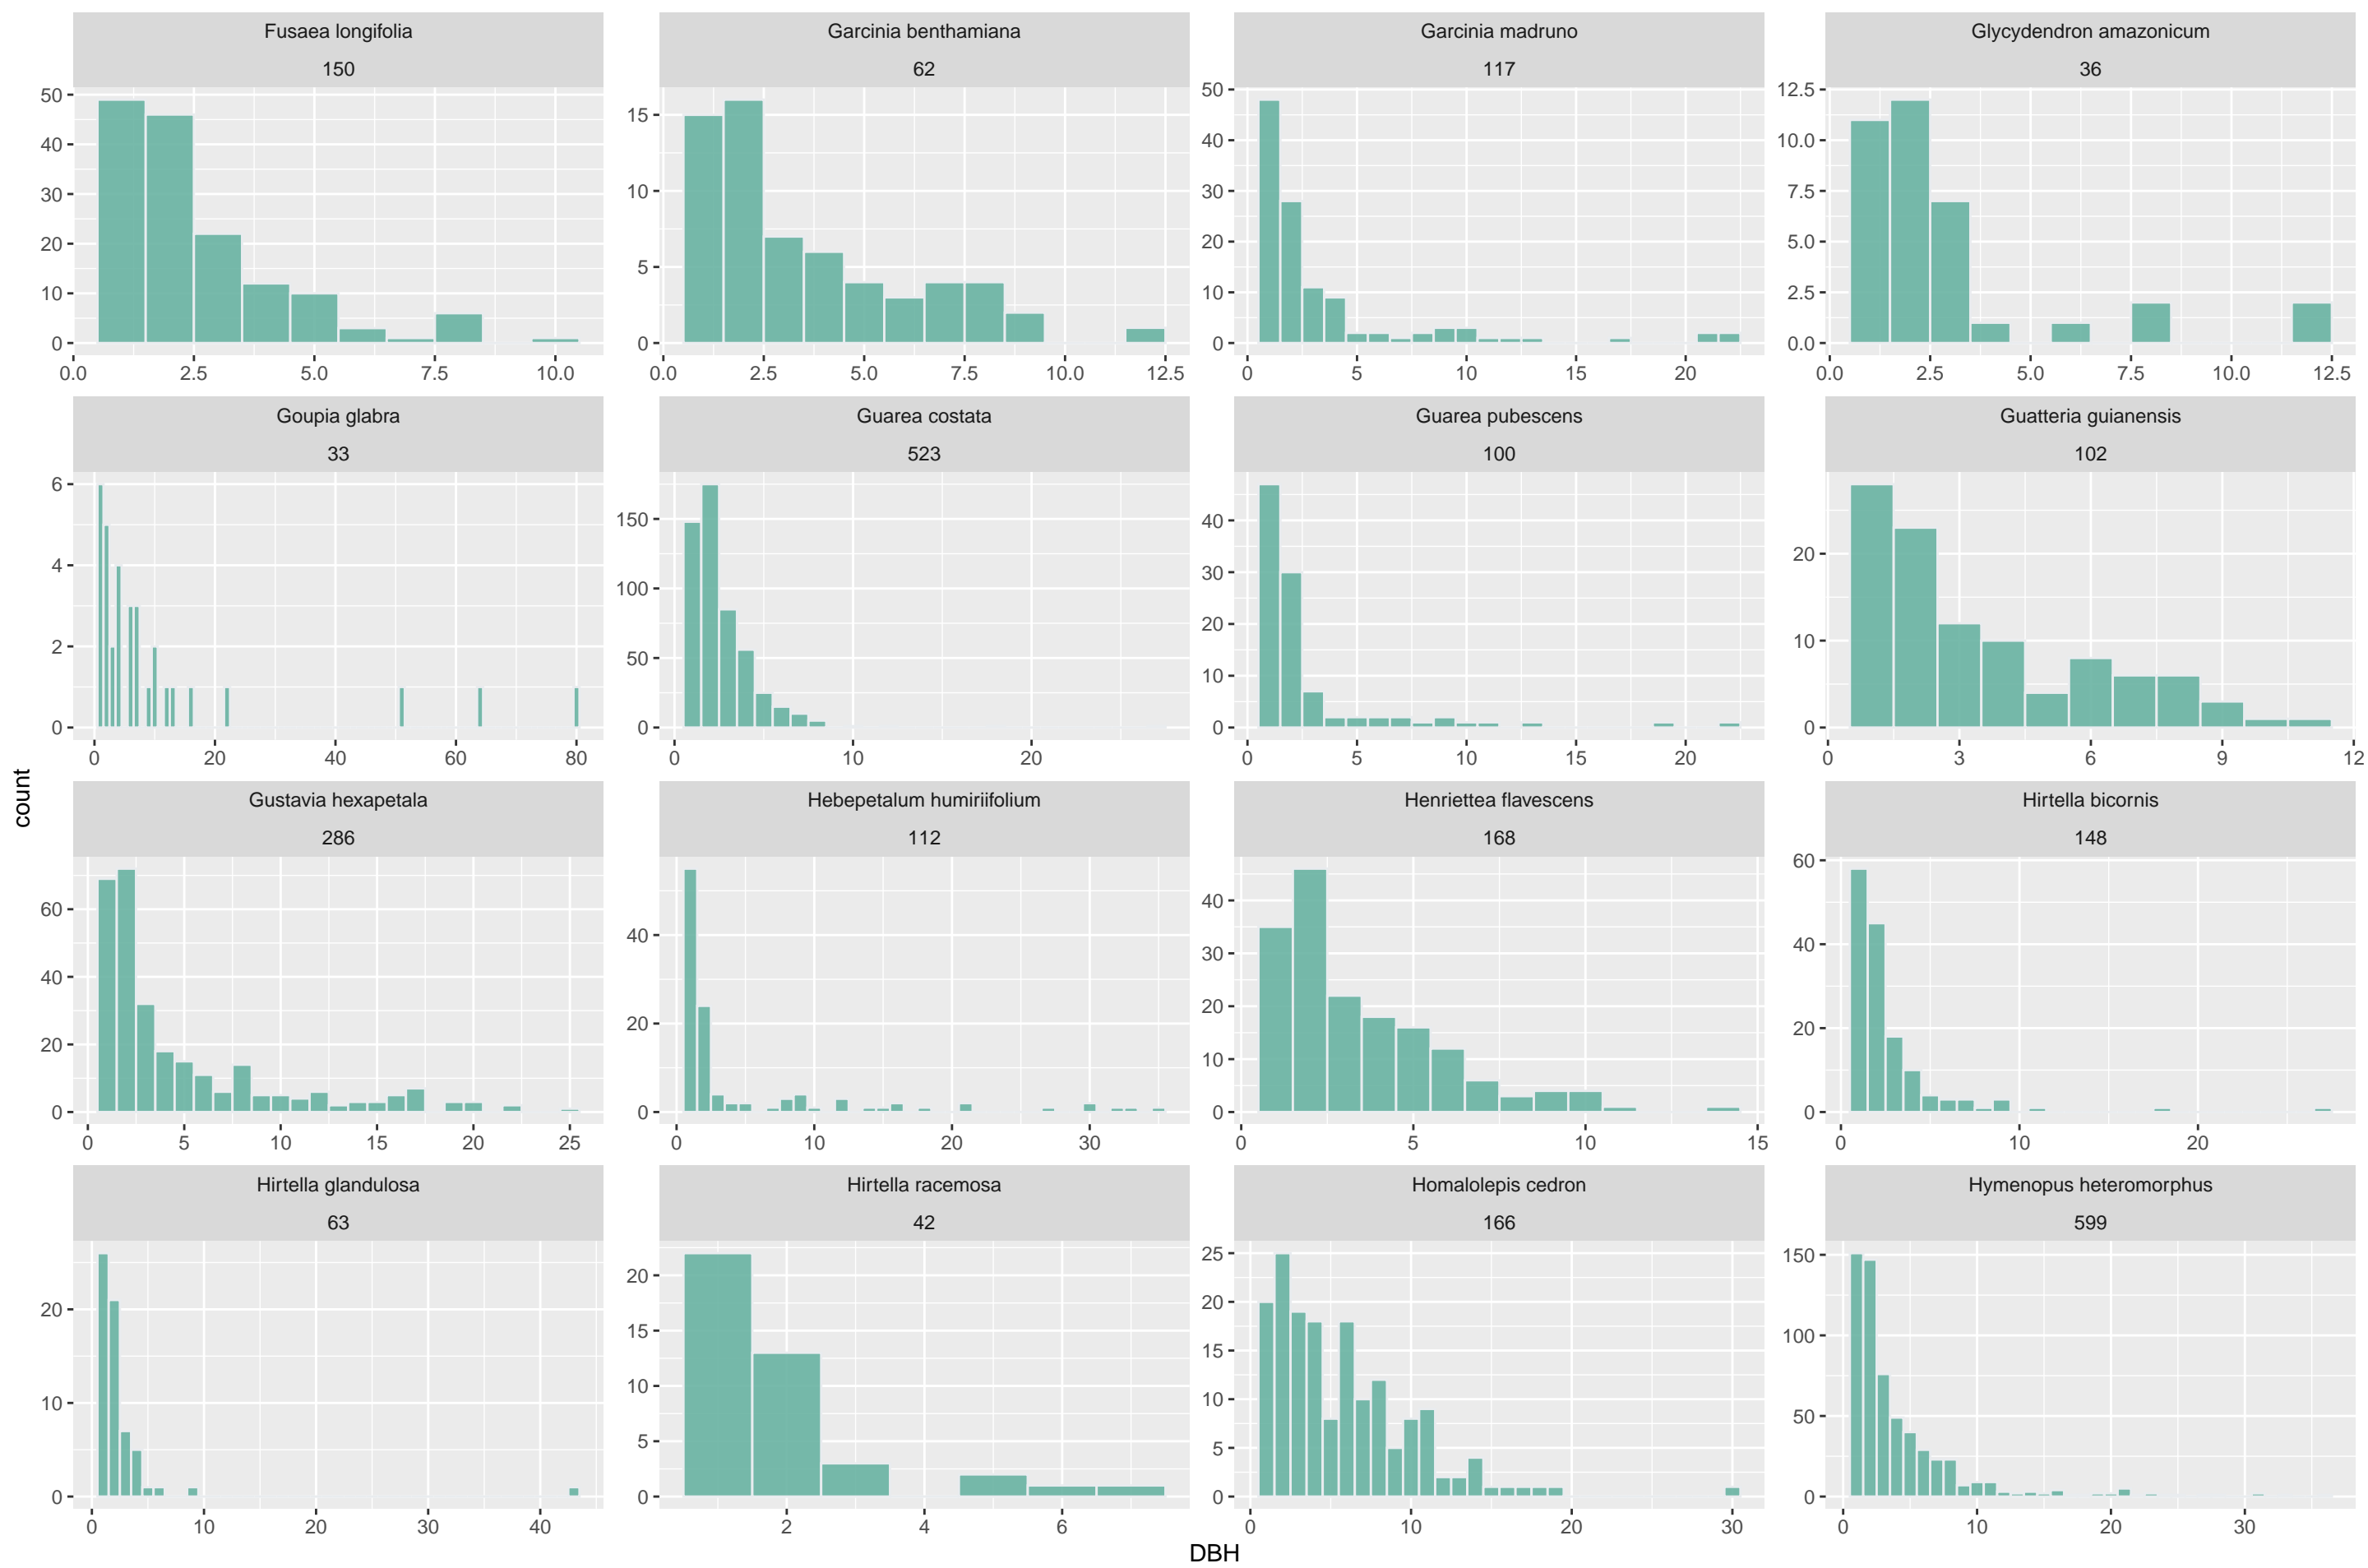 Fusaea longifolia
150
50
40
30
20
10
0
0.0 2.5 5.0 7.5 10.0
Garcinia benthamiana
62
15
10
5
0
0.0 2.5 5.0 7.5 10.0 12.5
Garcinia madruno
117
50
40
30
20
10
0
0 5 10 15 20
Glycydendron amazonicum
36
12.5
10.0
7.5
5.0
2.5
0.0
0.0 2.5 5.0 7.5 10.0 12.5
Goupia glabra
33
6
4
2
0
0 20 40 60 80
Guarea costata
523
150
100
50
0
0 10 20
Guarea pubescens
100
40
30
20
10
0
0 5 10 15 20
Guatteria guianensis
102
20
10
0
0 3 6 9 12
count
Gustavia hexapetala
286
60
40
20
0
0 5 10 15 20 25
Hebepetalum humiriifolium
112
40
20
0
0 10 20 30
Henriettea flavescens
168
40
30
20
10
0
0 5 10 15
Hirtella bicornis
148
60
40
20
0
0 10 20
Hirtella glandulosa
63
20
10
0
0 10 20 30 40
Hirtella racemosa
42
20
15
10
5
0
2 4 6
Homalolepis cedron
166
25
20
15
10
5
0
0 10 20 30
Hymenopus heteromorphus
599
150
100
50
0
0 10 20 30
DBH